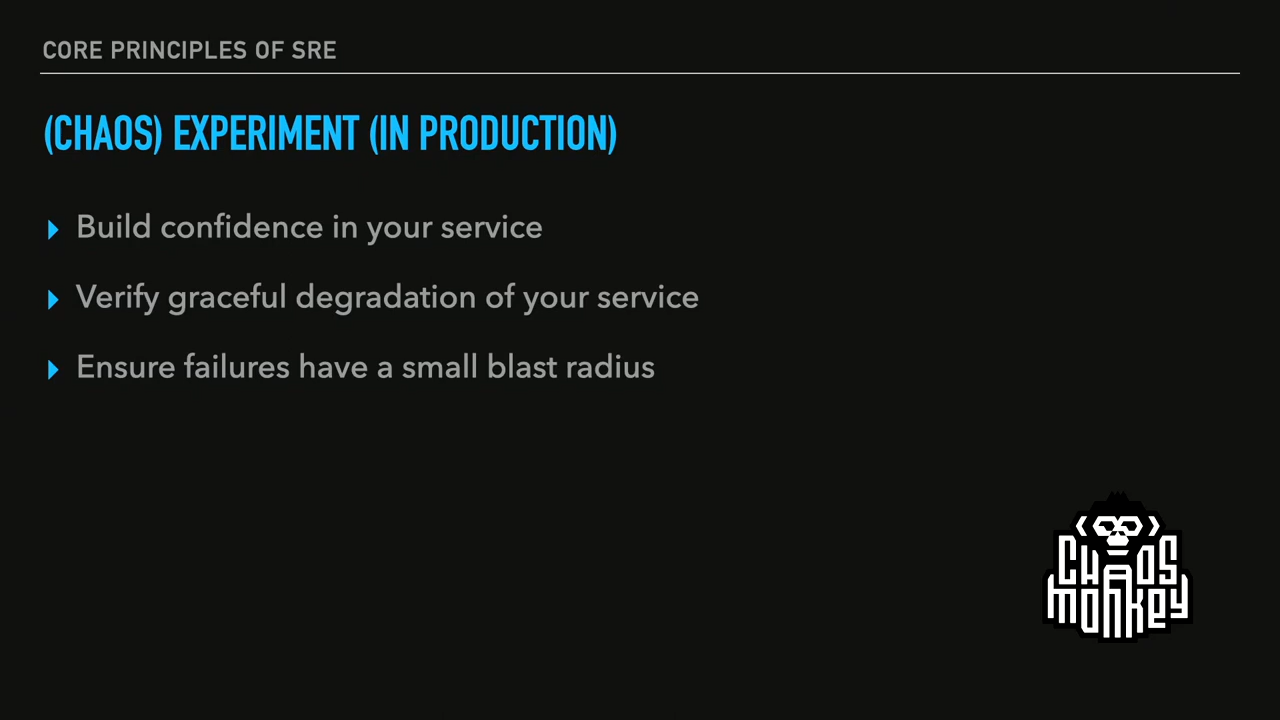 CORE PRINCIPLES OF SRE
(CHAOS) EXPERIMENT (IN PRODUCTION)
Build confidence in your service
Verify graceful degradation of your service
Ensure failures have a small blast radius
CHAOS
MONKEY